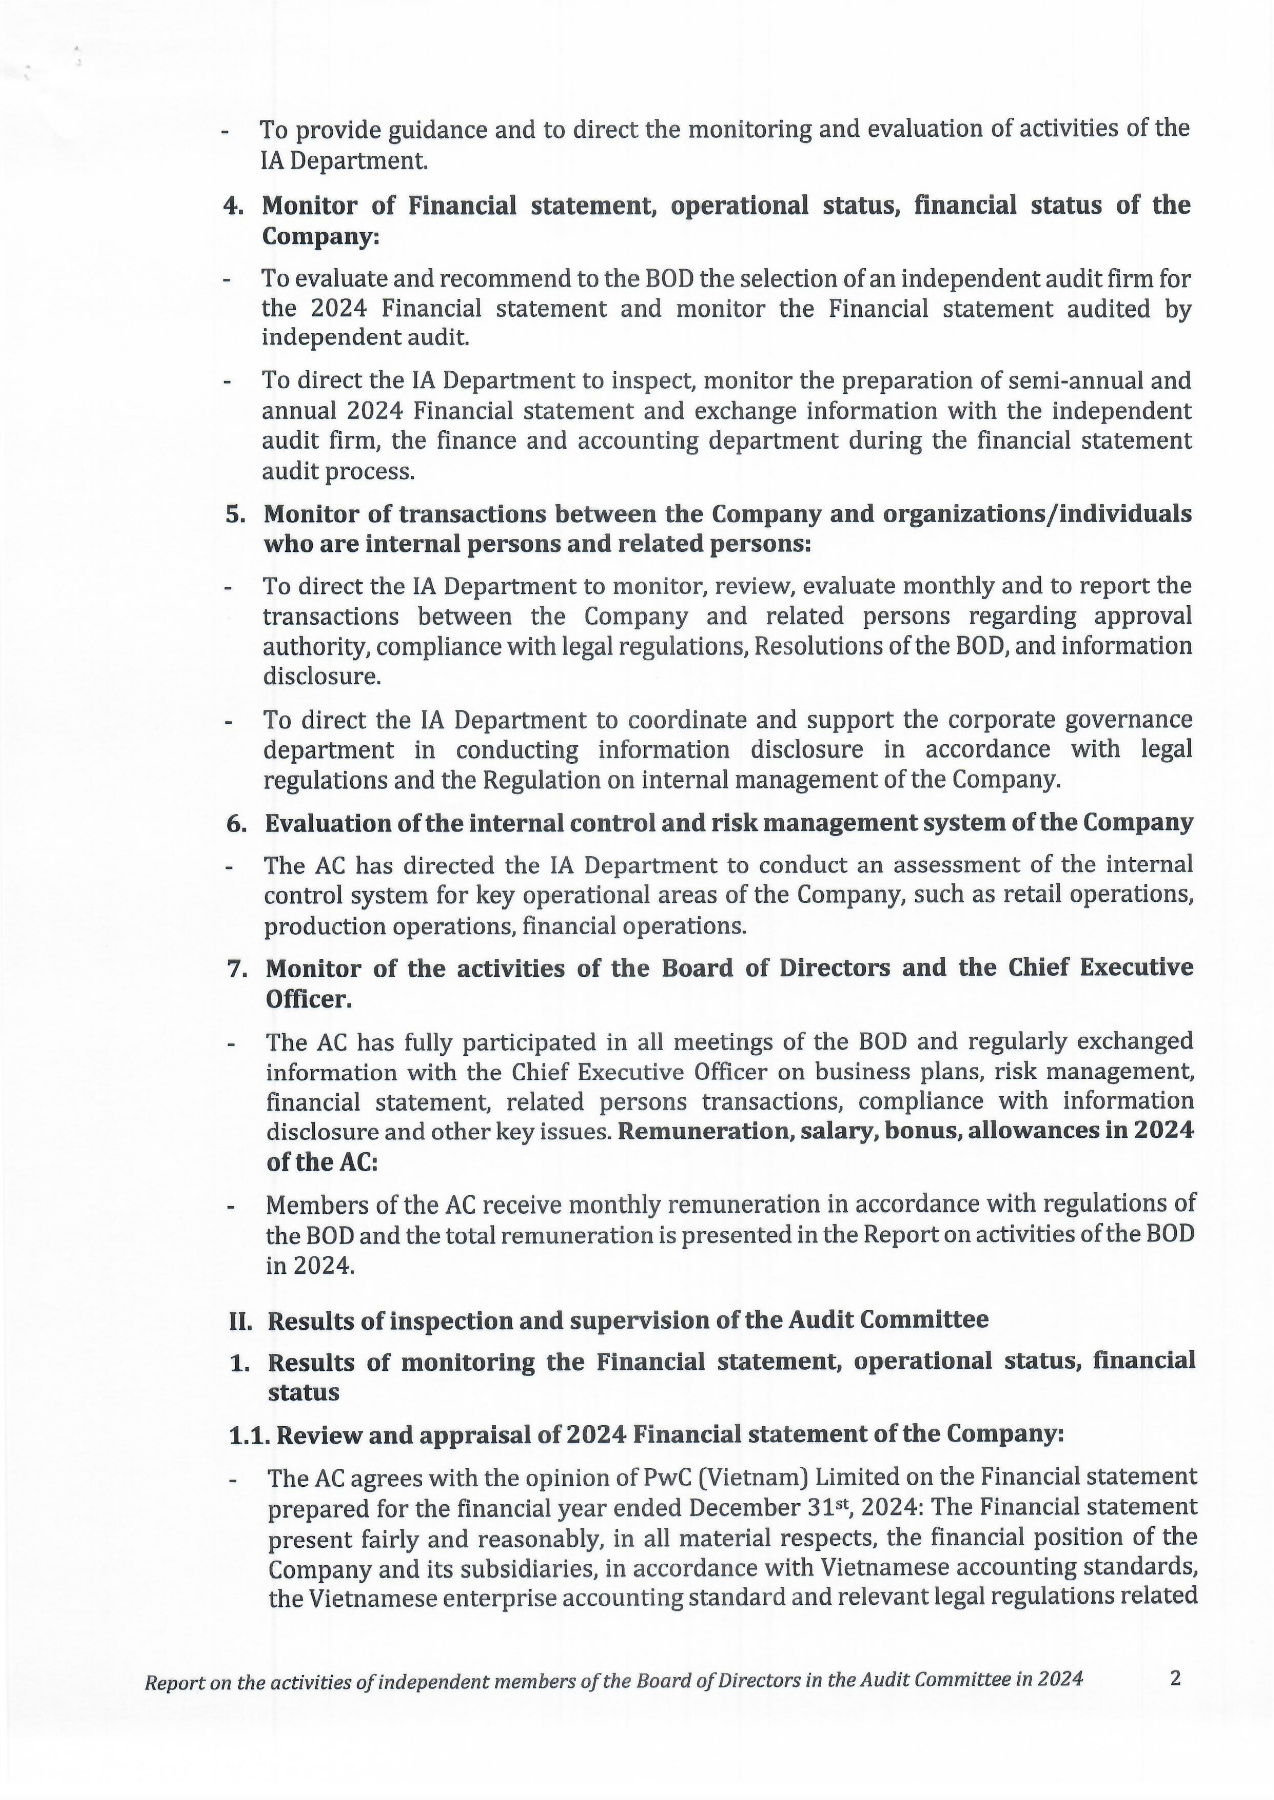 - To provide guidance and to direct the monitoring and evaluation of activities of the
IA Department.
4. Monitor of Financial statement, operational status, financial status of the
Company:
- To evaluate and recommend to the BOD the selection of an independent audit firm for
the 2024 Financial statement and monitor the Financial statement audited by
independent audit.
- To direct the IA Department to inspect, monitor the preparation of semi-annual and
annual 2024 Financial statement and exchange information with the independent
audit firm, the finance and accounting department during the financial statement
audit process.
5. Monitor of transactions between the Company and organizations/individuals
who are internal persons and related persons:
- To direct the IA Department to monitor, review, evaluate monthly and to report the
transactions between the Company and related persons regarding approval
authority, compliance with legal regulations, Resolutions of the BOD, and information
disclosure.
- To direct the IA Department to coordinate and support the corporate governance
department in conducting information disclosure in accordance with legal
regulations and the Regulation on internal management of the Company.
6. Evaluation of the internal control and risk management system of the Company
- The AC has directed the IA Department to conduct an assessment of the internal
control system for key operational areas of the Company, such as retail operations,
production operations, financial operations.
7. Monitor of the activities of the Board of Directors and the Chief Executive
Officer.
- The AC has fully participated in all meetings of the BOD and regularly exchanged
information with the Chief Executive Officer on business plans, risk management,
financial statement, related persons transactions, compliance with information
disclosure and other key issues. Remuneration, salary, bonus, allowances in 2024
of the AC:
- Members of the AC receive monthly remuneration in accordance with regulations of
the BOD and the total remuneration is presented in the Report on activities of the BOD
in 2024.
II. Results of inspection and supervision of the Audit Committee
1. Results of monitoring the Financial statement, operational status, financial
status
1.1. Review and appraisal of 2024 Financial statement of the Company:
- The AC agrees with the opinion of PwC (Vietnam) Limited on the Financial statement
prepared for the financial year ended December 31st, 2024: The Financial statement
present fairly and reasonably, in all material respects, the financial position of the
Company and its subsidiaries, in accordance with Vietnamese accounting standards,
the Vietnamese enterprise accounting standard and relevant legal regulations related
Report on the activities of independent members of the Board of Directors in the Audit Committee in 2024 2